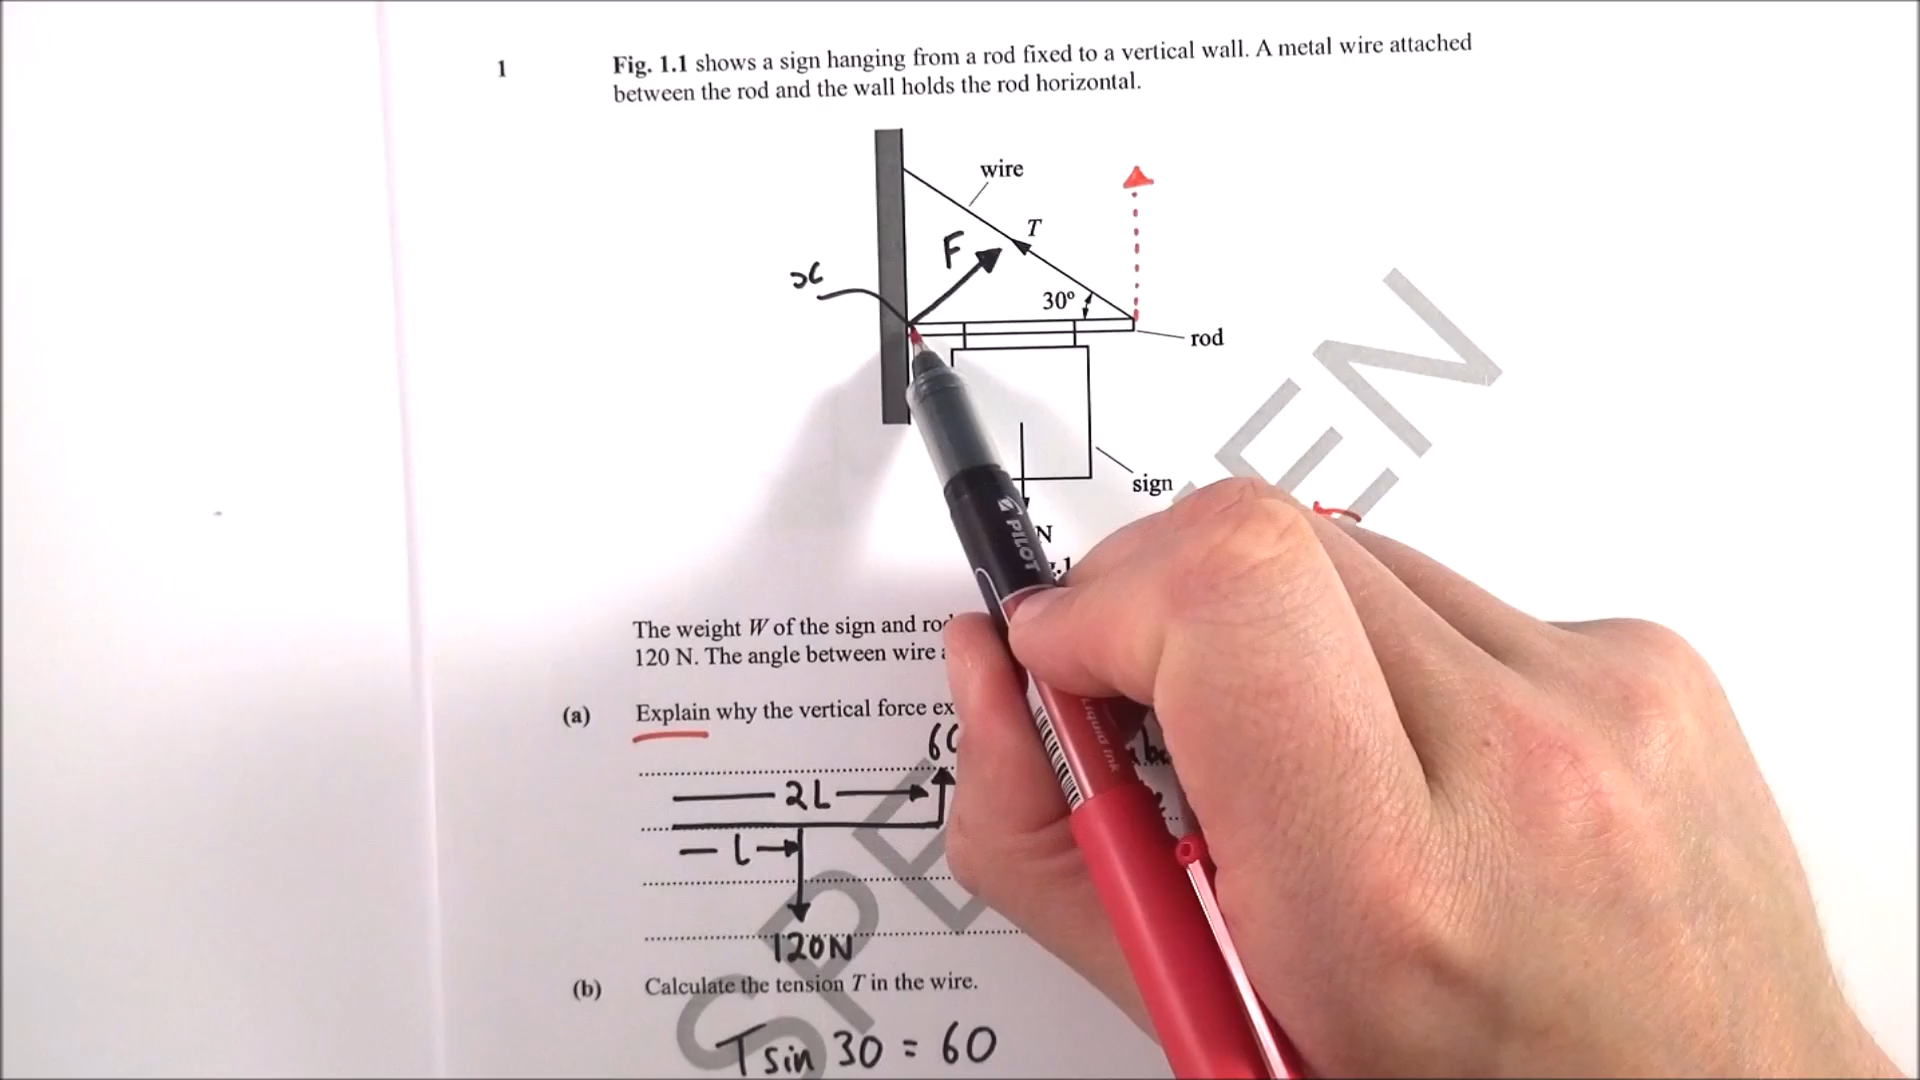 1
Fig. 1.1 shows a sign hanging from a rod fixed to a vertical wall. A metal wire attached
between the rod and the wall holds the rod horizontal.
wire
T
F
x
30°
rod
sign
N
The weight W of the sign and
120 N. The angle between wire
(a) Explain why the vertical force
2L
L
120N
(b) Calculate the tension T in the wire.
T sin 30 = 60
PILOT
Liquid Ink